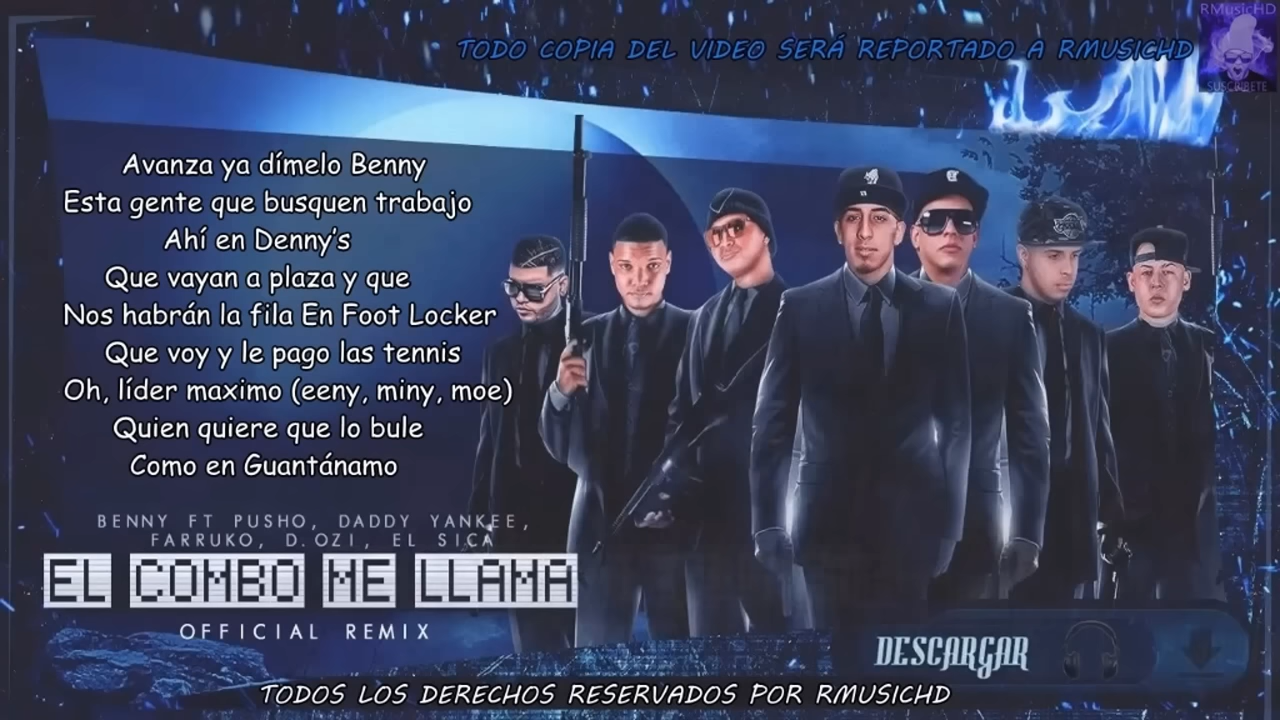 RMusicHD
TODO COPIA DEL VIDEO SERÁ REPORTADO A RMUSICHD
SUSCRIBETE
Avanza ya dímelo Benny
Esta gente que busquen trabajo
Ahí en Denny's
Que vayan a plaza y que
Nos habrán la fila En Foot Locker
Que voy y le pago las tennis
Oh, líder maximo (eeny, miny, moe)
Quien quiere que lo bule
Como en Guantánamo
BENNY FT PUSHO, DADDY YANKEE,
FARRUKO, D.OZI, EL SICA
EL COMBO ME LLAMA
OFFICIAL REMIX
DESCARGAR
TODOS LOS DERECHOS RESERVADOS POR RMUSICHD